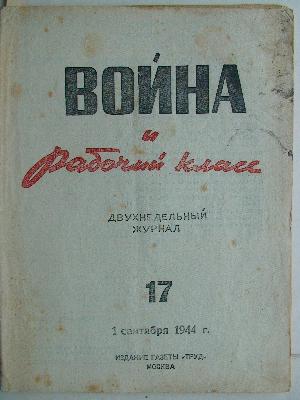 ВОЙНА
и
Рабочий класс
ДВУХНЕДЕЛЬНЫЙ
ЖУРНАЛ
17
1 сентября 1944 г.
ИЗДАНИЕ ГАЗЕТЫ «ТРУД»
МОСКВА